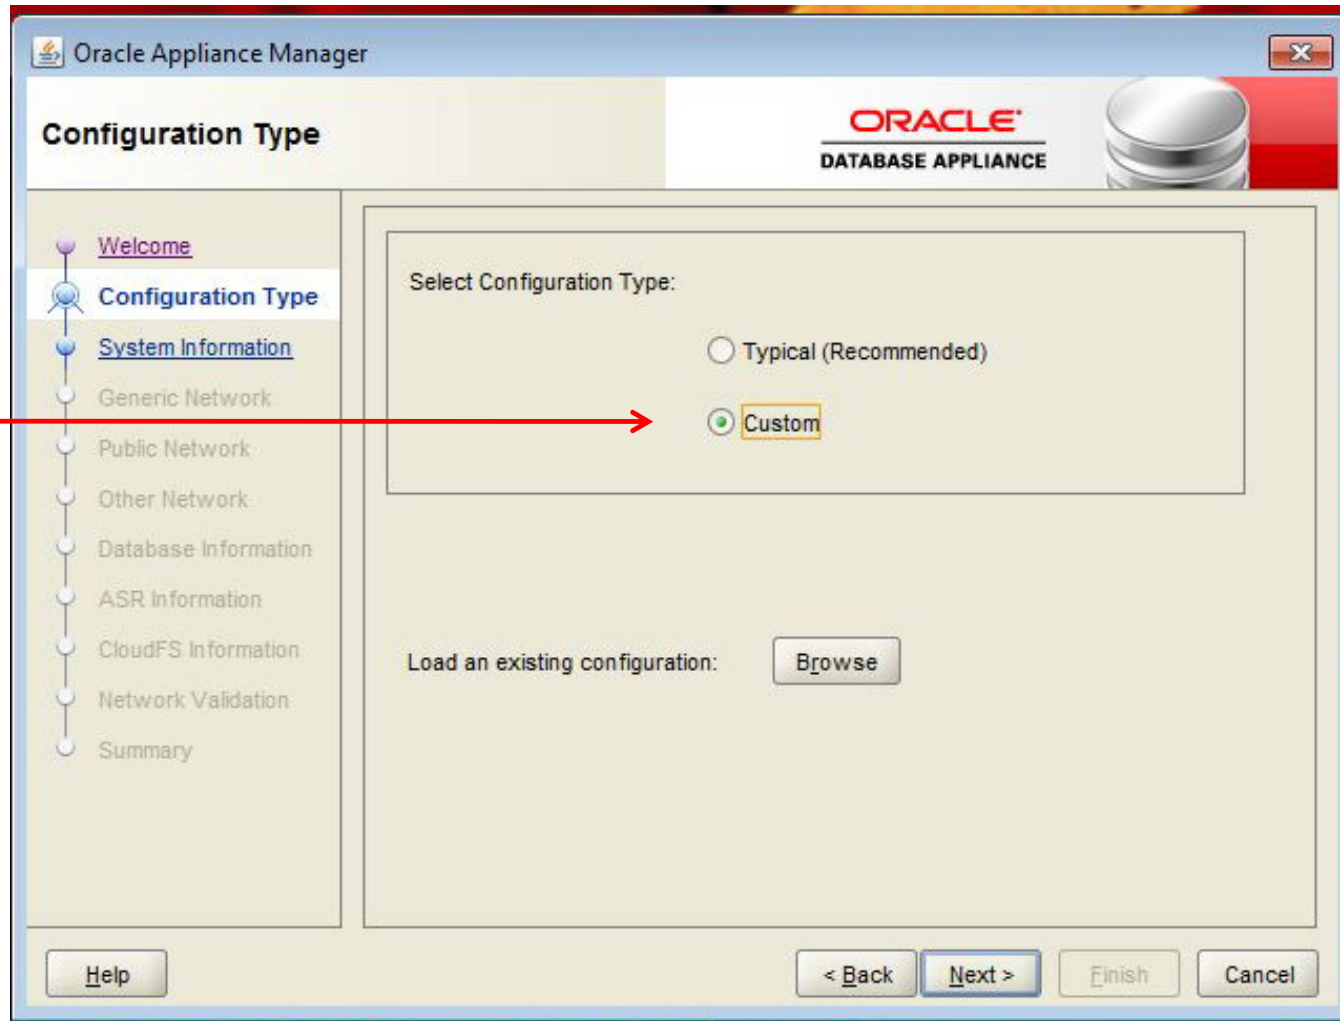 Oracle Appliance Manager
Configuration Type
ORACLE
DATABASE APPLIANCE
Welcome
Configuration Type
System Information
Generic Network
Public Network
Other Network
Database Information
ASR Information
CloudFS Information
Network Validation
Summary
Select Configuration Type:
Typical (Recommended)
Custom
Load an existing configuration:
Browse
Help
< Back
Next >
Finish
Cancel